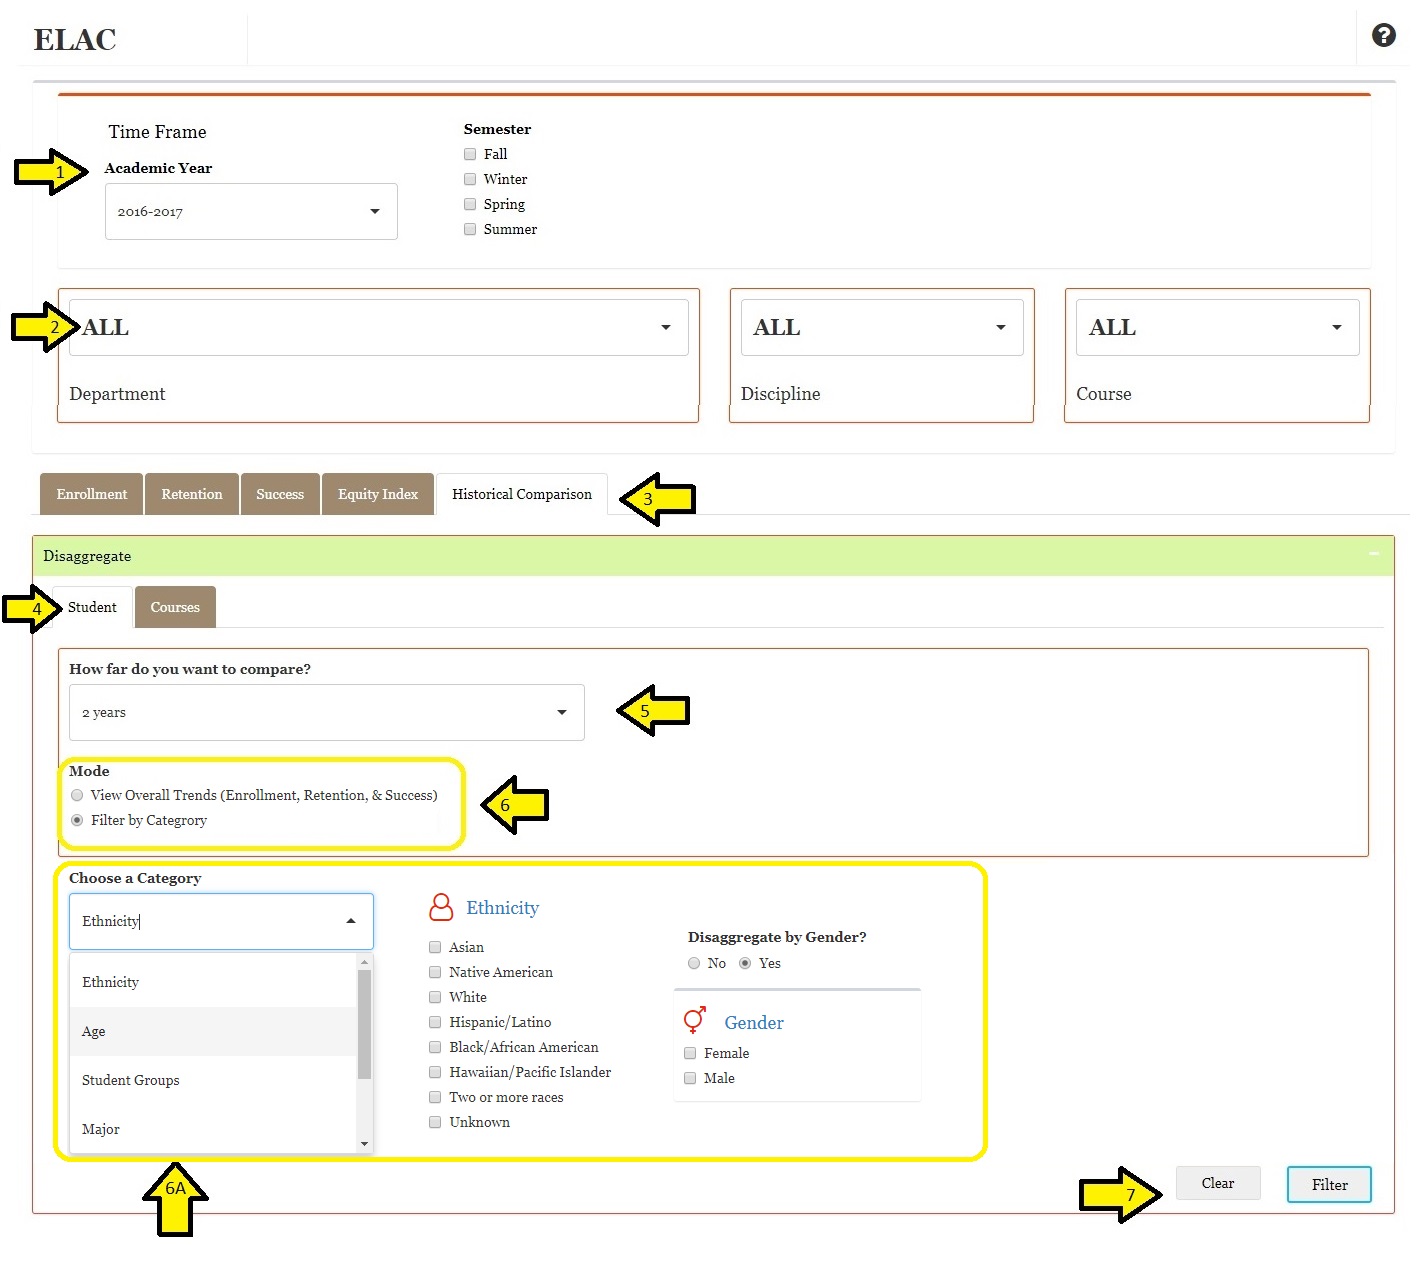 ELAC
?
Time Frame
Semester
1
Academic Year
2016-2017
Fall
Winter
Spring
Summer
2
ALL
Department
ALL
Discipline
ALL
Course
Enrollment
Retention
Success
Equity Index
Historical Comparison
3
Disaggregate
4
Student
Courses
How far do you want to compare?
2 years
5
Mode
View Overall Trends (Enrollment, Retention, & Success)
Filter by Categrory
6
Choose a Category
Ethnicity
Ethnicity
Age
Student Groups
Major
6A
Ethnicity
Asian
Native American
White
Hispanic/Latino
Black/African American
Hawaiian/Pacific Islander
Two or more races
Unknown
Disaggregate by Gender?
No Yes
Gender
Female
Male
7
Clear
Filter